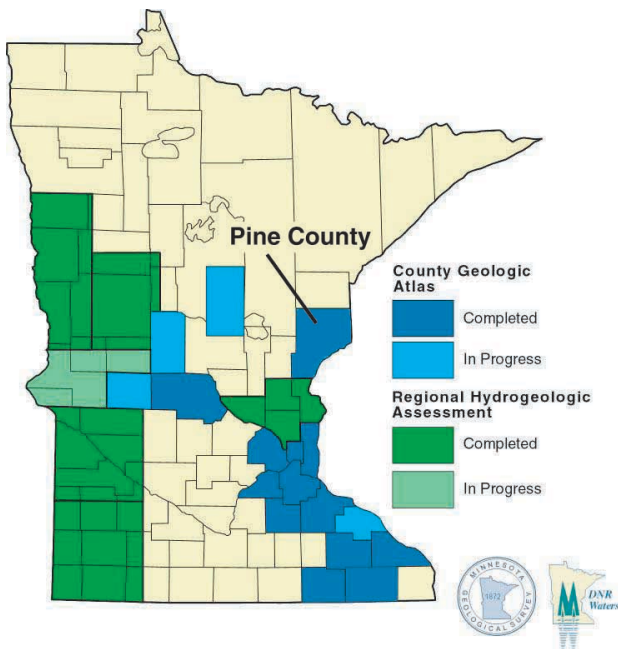 Pine County
County Geologic
Atlas
Completed
In Progress
Regional Hydrogeologic
Assessment
Completed
In Progress
MINNESOTA
1872
GEOLOGICAL SURVEY
DNR
Waters